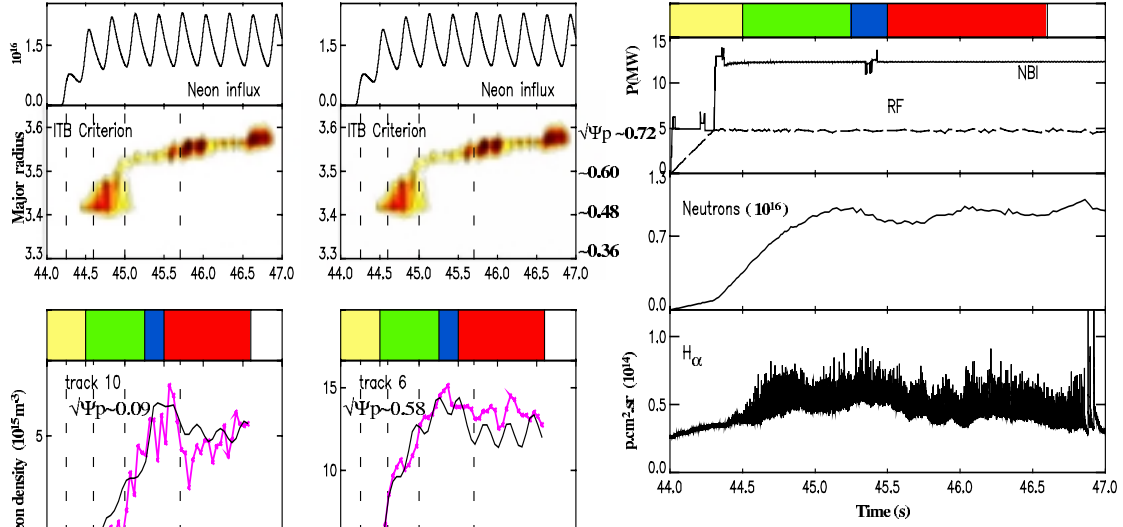 10¹⁶
1.5
0.0
Neon influx
Major radius
3.6
3.5
3.4
3.3
ITB Criterion
44.0 44.5 45.0 45.5 46.0 46.5 47.0
1.5
0.0
Neon influx
3.6
3.5
3.4
3.3
ITB Criterion
√Ψp ~0.72
~0.60
~0.48
~0.36
44.0 44.5 45.0 45.5 46.0 46.5 47.0
density (10¹⁵m⁻³)
5
track 10
√Ψp~0.09
15
10
track 6
√Ψp~0.58
P(MW)
15
10
5
0
NBI
RF
1.3
0.7
0.0
Neutrons (10¹⁶)
p.cm².sr (10¹⁴)
1.0
0.5
0.0
Hα
44.0 44.5 45.0 45.5 46.0 46.5 47.0
Time (s)